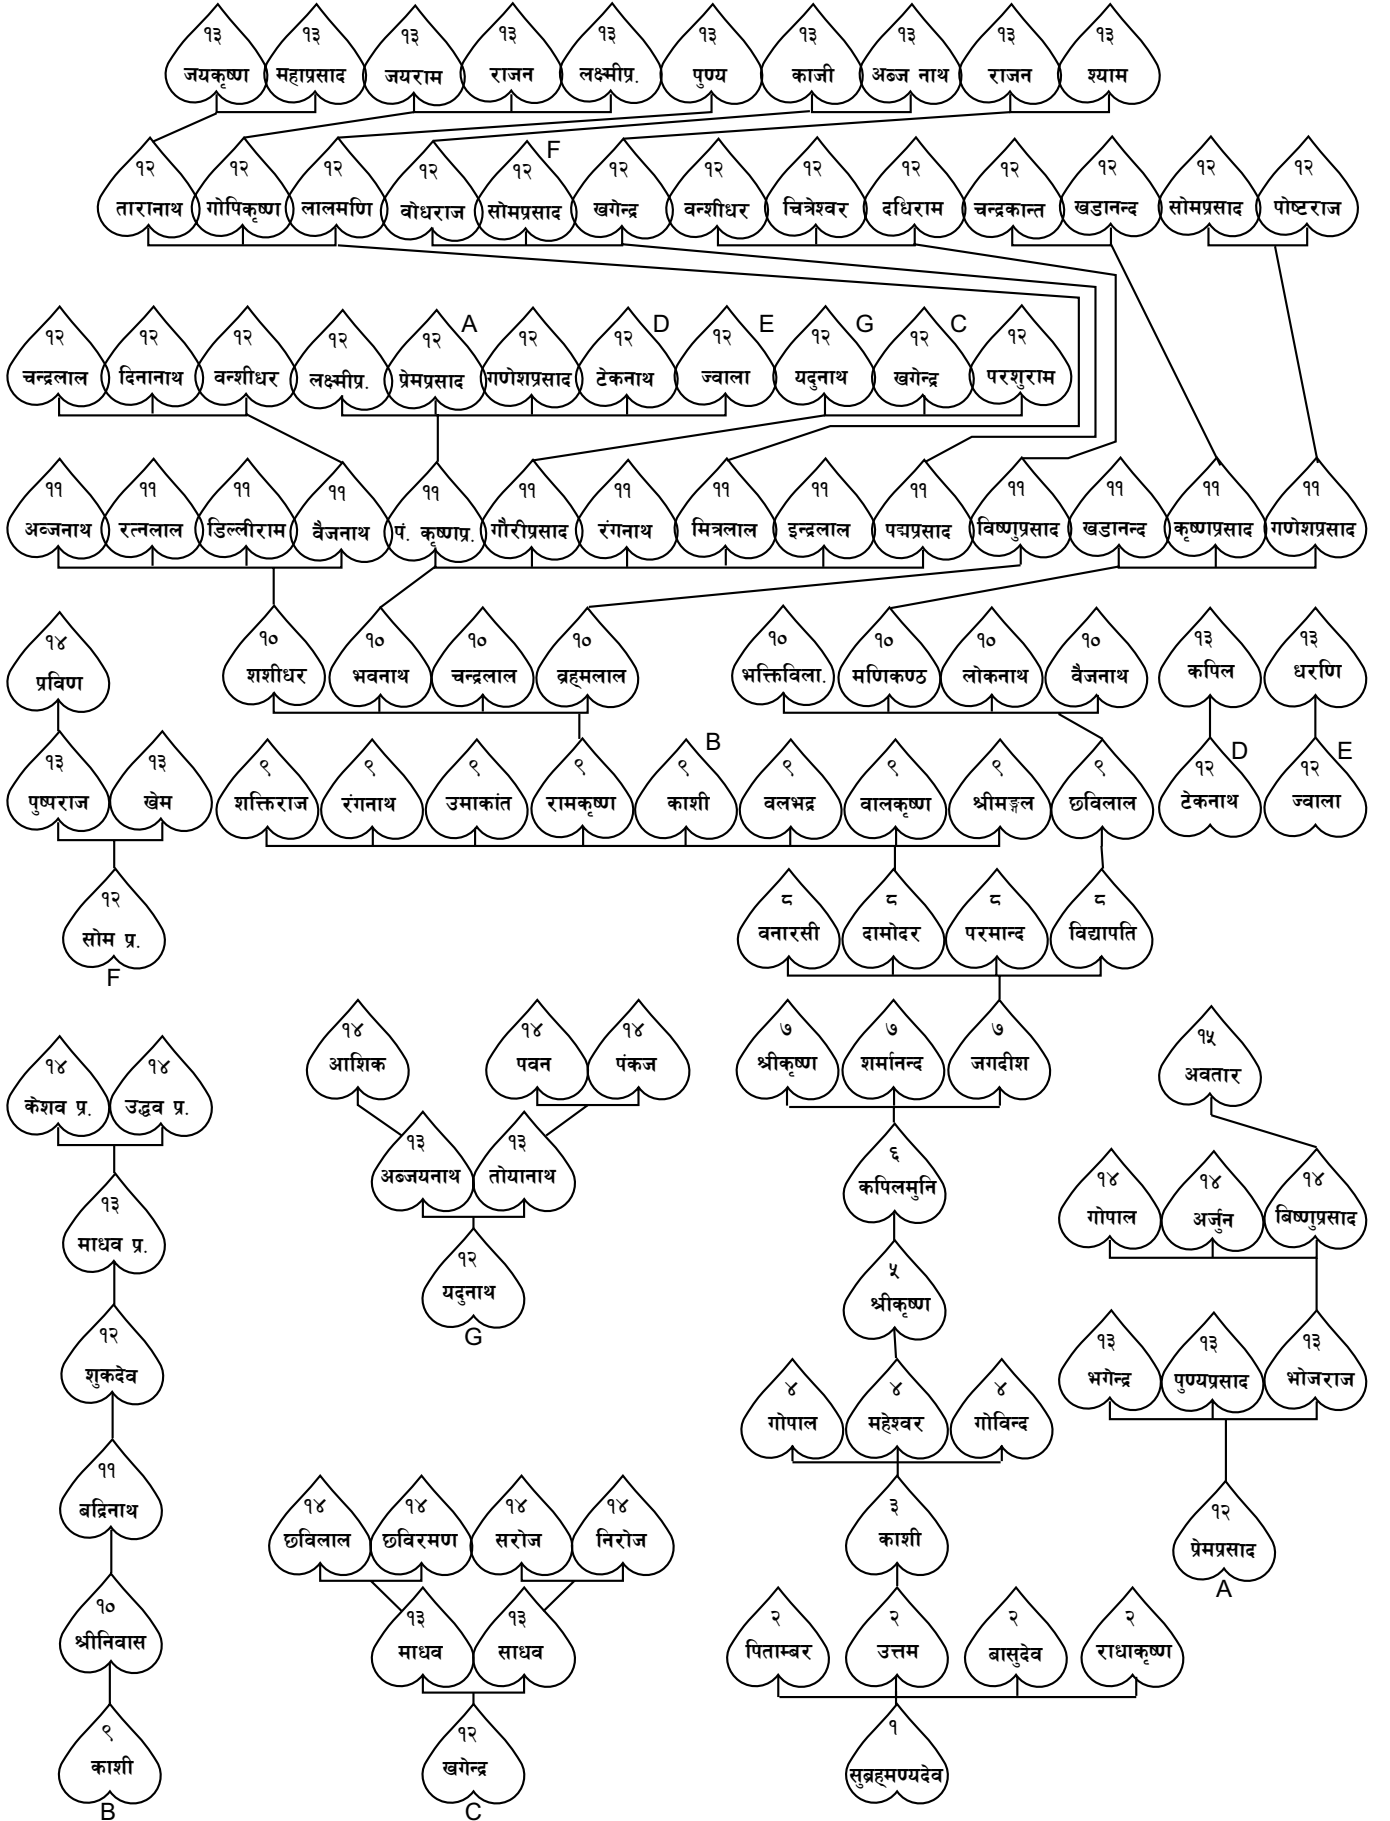 १३ १३ १३ १३ १३ १३ १३ १३ १३ १३
जयकृष्ण महाप्रसाद जयराम राजन लक्ष्मीप्र. पुण्य काजी अब्ज नाथ राजन श्याम
F
१२ १२ १२ १२ १२ १२ १२ १२ १२ १२ १२ १२ १२
तारानाथ गोपिकृष्ण लालमणि वोधराज सोमप्रसाद खगेन्द्र वन्शीधर चित्रेश्वर दधिराम चन्द्रकान्त खडानन्द सोमप्रसाद पोष्टराज
A D E G C
१२ १२ १२ १२ १२ १२ १२ १२ १२ १२ १२
चन्द्रलाल दिनानाथ वन्शीधर लक्ष्मीप्र. प्रेमप्रसाद गणेशप्रसाद टेकनाथ ज्वाला यदुनाथ खगेन्द्र परशुराम
११ ११ ११ ११ ११ ११ ११ ११ ११ ११ ११ ११ ११ ११
अब्जनाथ रत्नलाल डिल्लीराम वैजनाथ पं. कृष्णप्र. गौरीप्रसाद रंगनाथ मित्रलाल इन्द्रलाल पद्मप्रसाद विष्णुप्रसाद खडानन्द कृष्णप्रसाद गणेशप्रसाद
१४ १० १० १० १० १० १० १० १० १३ १३
प्रविण शशीधर भवनाथ चन्द्रलाल ब्रह्मलाल भक्तिविला. मणिकण्ठ लोकनाथ वैजनाथ कपिल धरणि
B D E
१३ १३ ९ ९ ९ ९ ९ ९ ९ ९ ९ १२ १२
पुष्पराज खेम शक्तिराज रंगनाथ उमाकांत रामकृष्ण काशी वलभद्र वालकृष्ण श्रीमङ्गल छविलाल टेकनाथ ज्वाला
१२ ८ ८ ८ ८
सोम प्र. वनारसी दामोदर परमान्द विद्यापति
F
१४ १४ १४ १४ १४ ७ ७ ७ १५
केशव प्र. उद्धव प्र. आशिक पवन पंकज श्रीकृष्ण शर्मानन्द जगदीश अवतार
१३ १३ १३ ६ १४ १४ १४
माधव प्र. अब्जयनाथ तोयानाथ कपिलमुनि गोपाल अर्जुन बिष्णुप्रसाद
१२ ५
यदुनाथ श्रीकृष्ण
G
१२ ४ ४ ४ १३ १३ १३
शुकदेव गोपाल महेश्वर गोविन्द भगेन्द्र पुण्यप्रसाद भोजराज
११ १४ १४ १४ १४ ३ १२
बद्रिनाथ छविलाल छविरमण सरोज निरोज काशी प्रेमप्रसाद
A
१० १३ १३ २ २ २ २
श्रीनिवास माधव साधव पिताम्बर उत्तम बासुदेव राधाकृष्ण
९ १२ १
काशी खगेन्द्र सुब्रह्मण्यदेव
B C